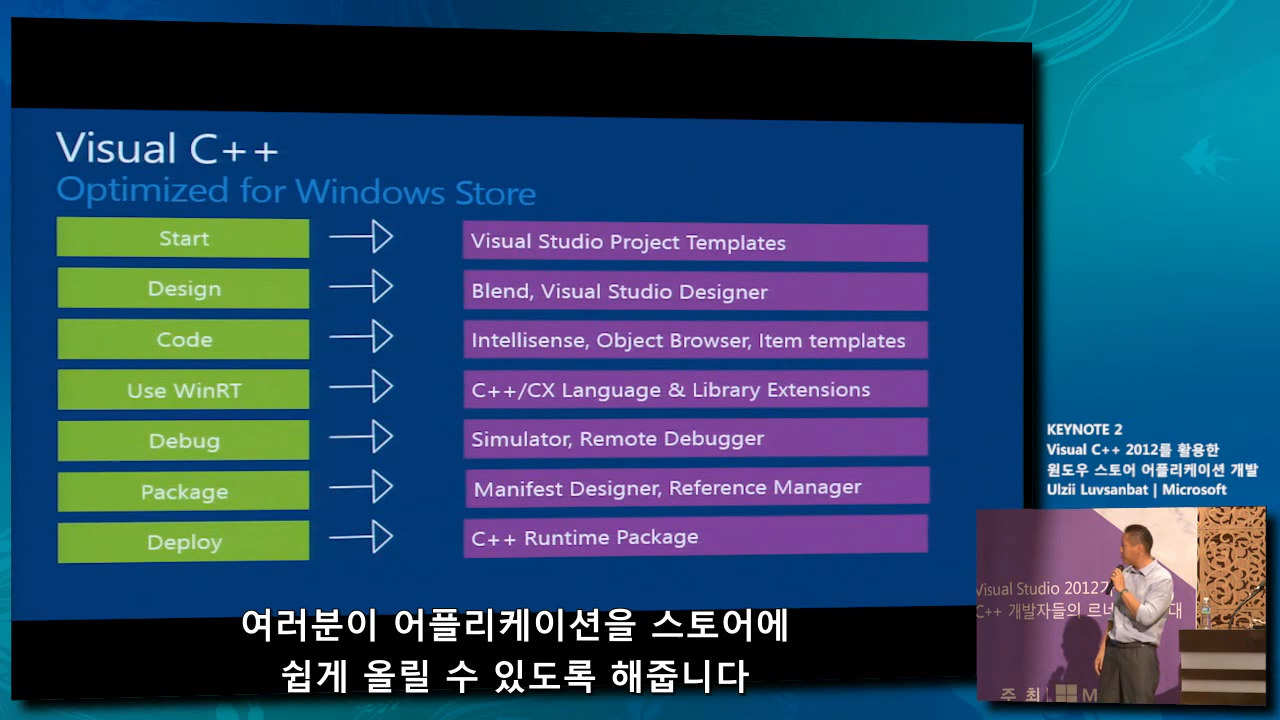 Visual C++
Optimized for Windows Store
Start
Visual Studio Project Templates
Design
Blend, Visual Studio Designer
Code
Intellisense, Object Browser, Item templates
Use WinRT
C++/CX Language & Library Extensions
Debug
Simulator, Remote Debugger
Package
Manifest Designer, Reference Manager
Deploy
C++ Runtime Package
KEYNOTE 2
Visual C++ 2012를 활용한
윈도우 스토어 어플리케이션 개발
Ulzii Luvsanbat | Microsoft
Visual Studio 2012
C++ 개발자들의
주 최
여러분이 어플리케이션을 스토어에
쉽게 올릴 수 있도록 해줍니다